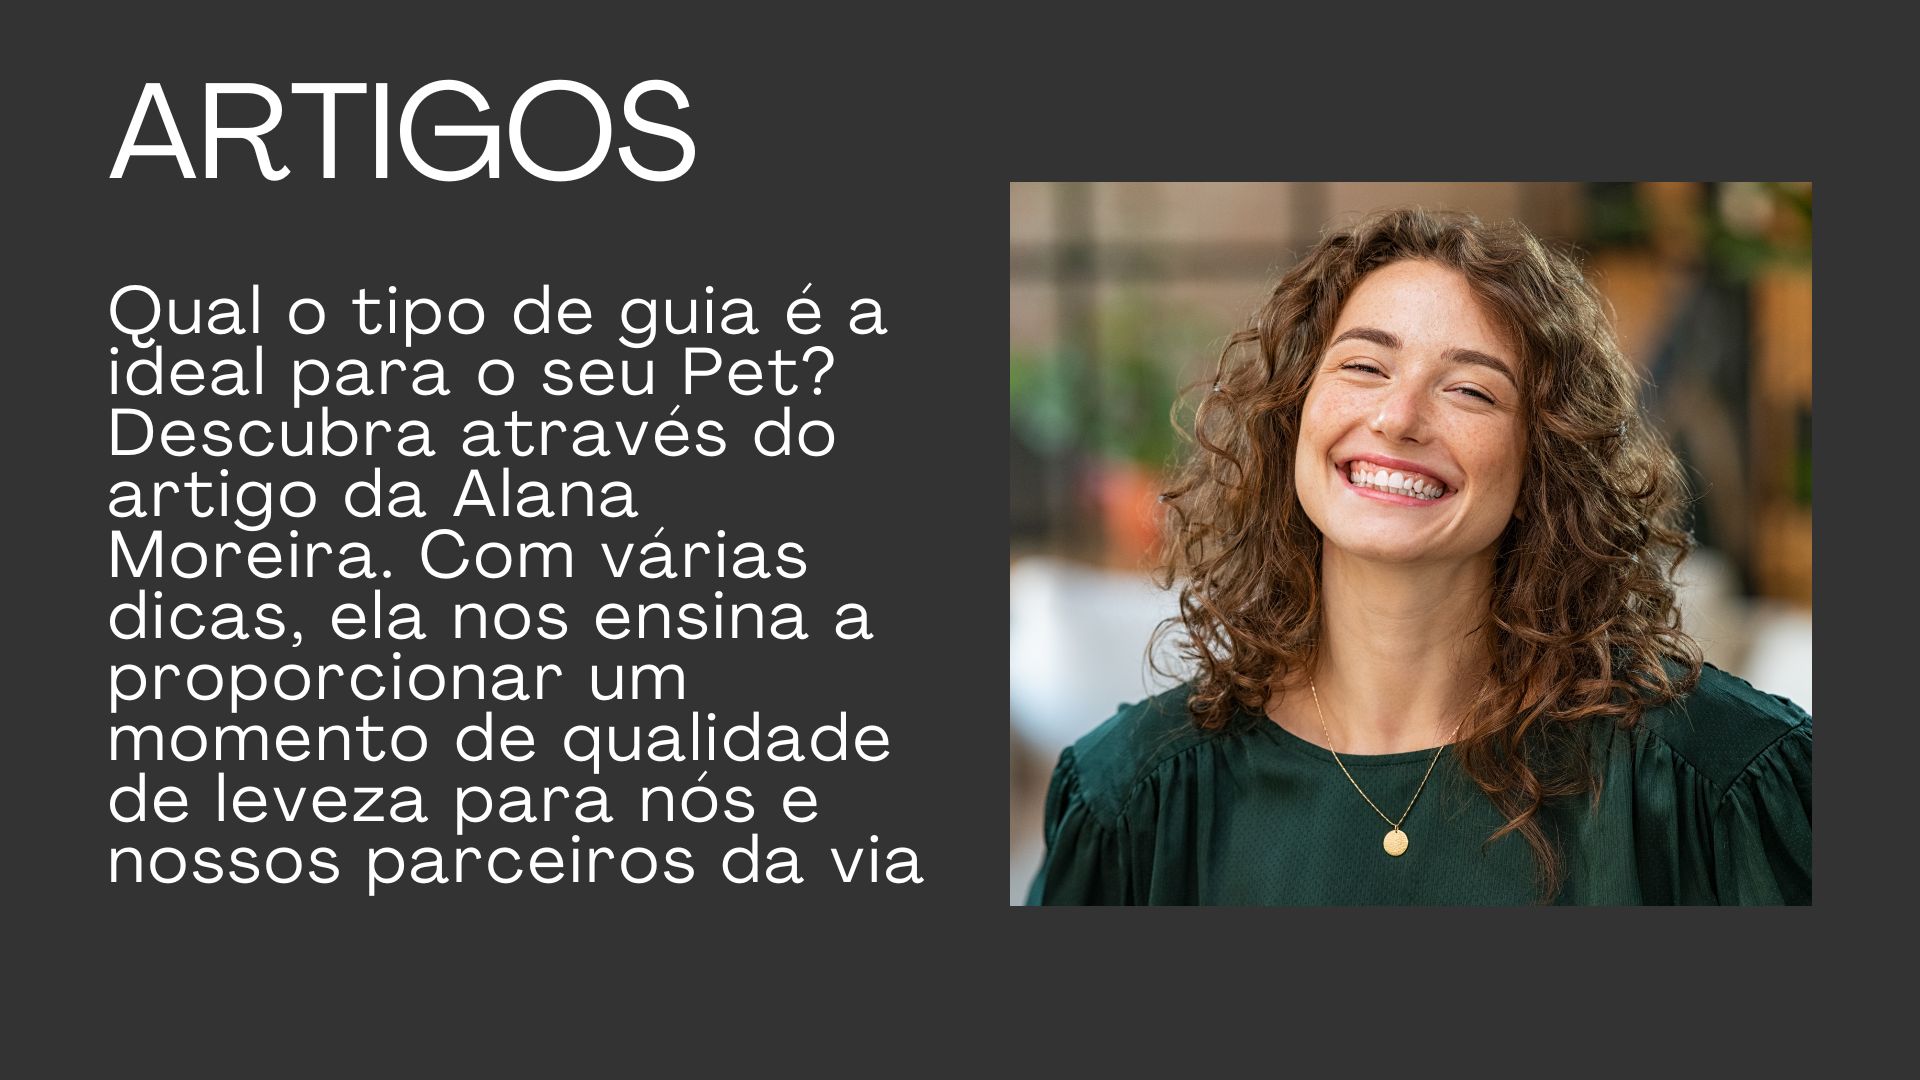 ARTIGOS
Qual o tipo de guia é a
ideal para o seu Pet?
Descubra através do
artigo da Alana
Moreira. Com várias
dicas, ela nos ensina a
proporcionar um
momento de qualidade
de leveza para nós e
nossos parceiros da via